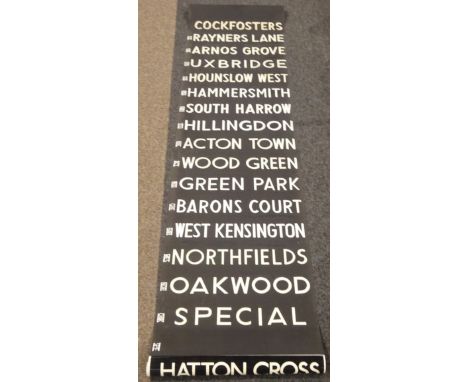 COCKFOSTERS
RAYNERS LANE
ARNOS GROVE
UXBRIDGE
HOUNSLOW WEST
HAMMERSMITH
SOUTH HARROW
HILLINGDON
ACTON TOWN
WOOD GREEN
GREEN PARK
BARONS COURT
WEST KENSINGTON
NORTHFIELDS
OAKWOOD
SPECIAL
HATTON CROSS